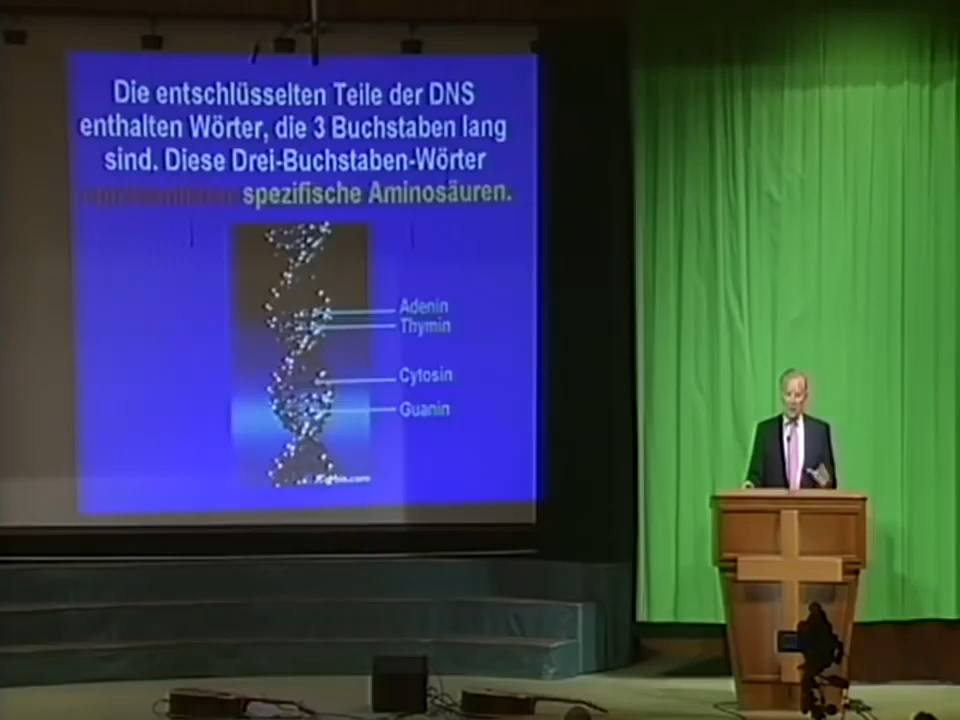 Die entschlüsselten Teile der DNS
enthalten Wörter, die 3 Buchstaben lang
sind. Diese Drei-Buchstaben-Wörter
spezifische Aminosäuren.
Adenin
Thymin
Cytosin
Guanin